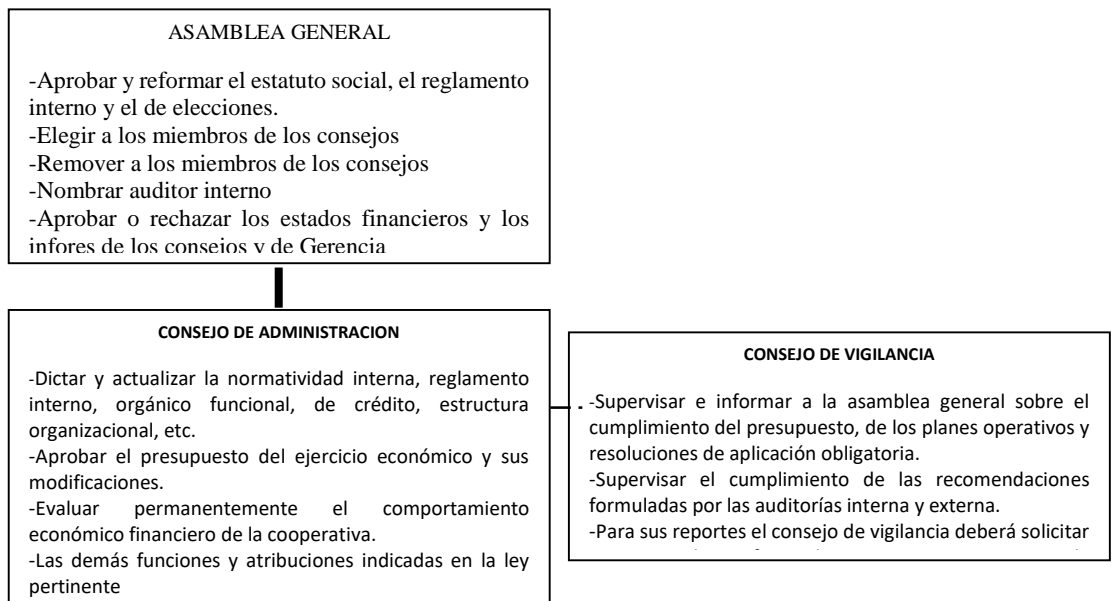 ASAMBLEA GENERAL
-Aprobar y reformar el estatuto social, el reglamento
interno y el de elecciones.
-Elegir a los miembros de los consejos
-Remover a los miembros de los consejos
-Nombrar auditor interno
-Aprobar o rechazar los estados financieros y los
infores de los consejos y de Gerencia
CONSEJO DE ADMINISTRACION
-Dictar y actualizar la normatividad interna, reglamento
interno, orgánico funcional, de crédito, estructura
organizacional, etc.
-Aprobar el presupuesto del ejercicio económico y sus
modificaciones.
-Evaluar permanentemente el comportamiento
económico financiero de la cooperativa.
-Las demás funciones y atribuciones indicadas en la ley
pertinente
CONSEJO DE VIGILANCIA
-Supervisar e informar a la asamblea general sobre el
cumplimiento del presupuesto, de los planes operativos y
resoluciones de aplicación obligatoria.
-Supervisar el cumplimiento de las recomendaciones
formuladas por las auditorías interna y externa.
-Para sus reportes el consejo de vigilancia deberá solicitar